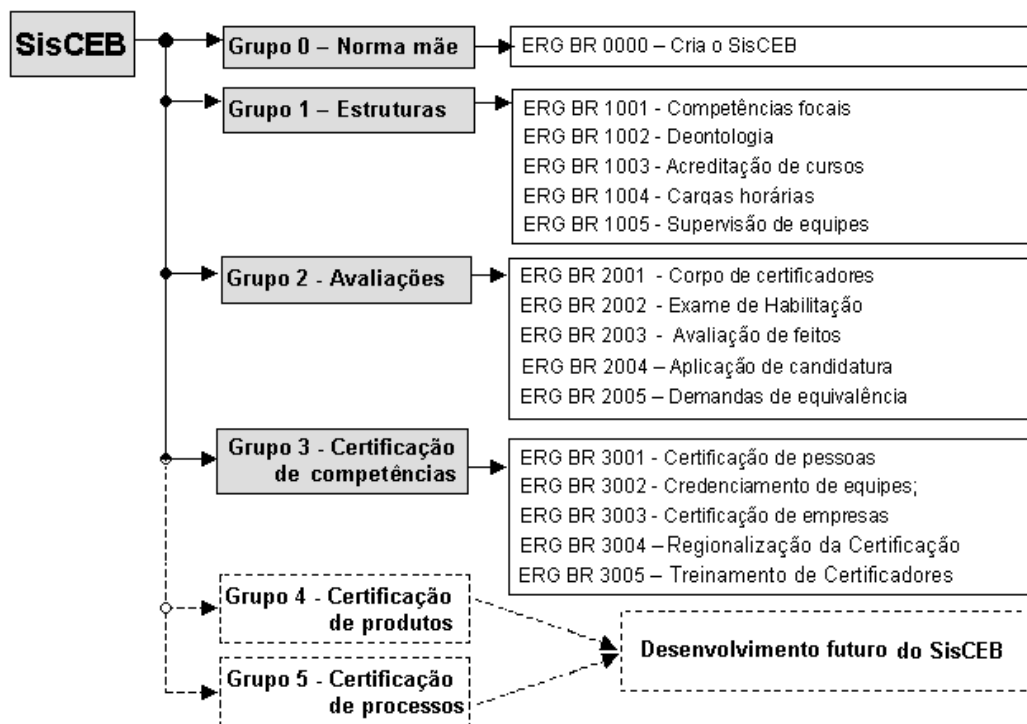 SisCEB
Grupo 0 – Norma mãe
ERG BR 0000 – Cria o SisCEB
Grupo 1 – Estruturas
ERG BR 1001 - Competências focais
ERG BR 1002 - Deontologia
ERG BR 1003 - Acreditação de cursos
ERG BR 1004 - Cargas horárias
ERG BR 1005 - Supervisão de equipes
Grupo 2 - Avaliações
ERG BR 2001 - Corpo de certificadores
ERG BR 2002 - Exame de Habilitação
ERG BR 2003 - Avaliação de feitos
ERG BR 2004 – Aplicação de candidatura
ERG BR 2005 – Demandas de equivalência
Grupo 3 - Certificação
de competências
ERG BR 3001 - Certificação de pessoas
ERG BR 3002 - Credenciamento de equipes;
ERG BR 3003 - Certificação de empresas
ERG BR 3004 – Regionalização da Certificação
ERG BR 3005 – Treinamento de Certificadores
Grupo 4 - Certificação
de produtos
Grupo 5 - Certificação
de processos
Desenvolvimento futuro do SisCEB